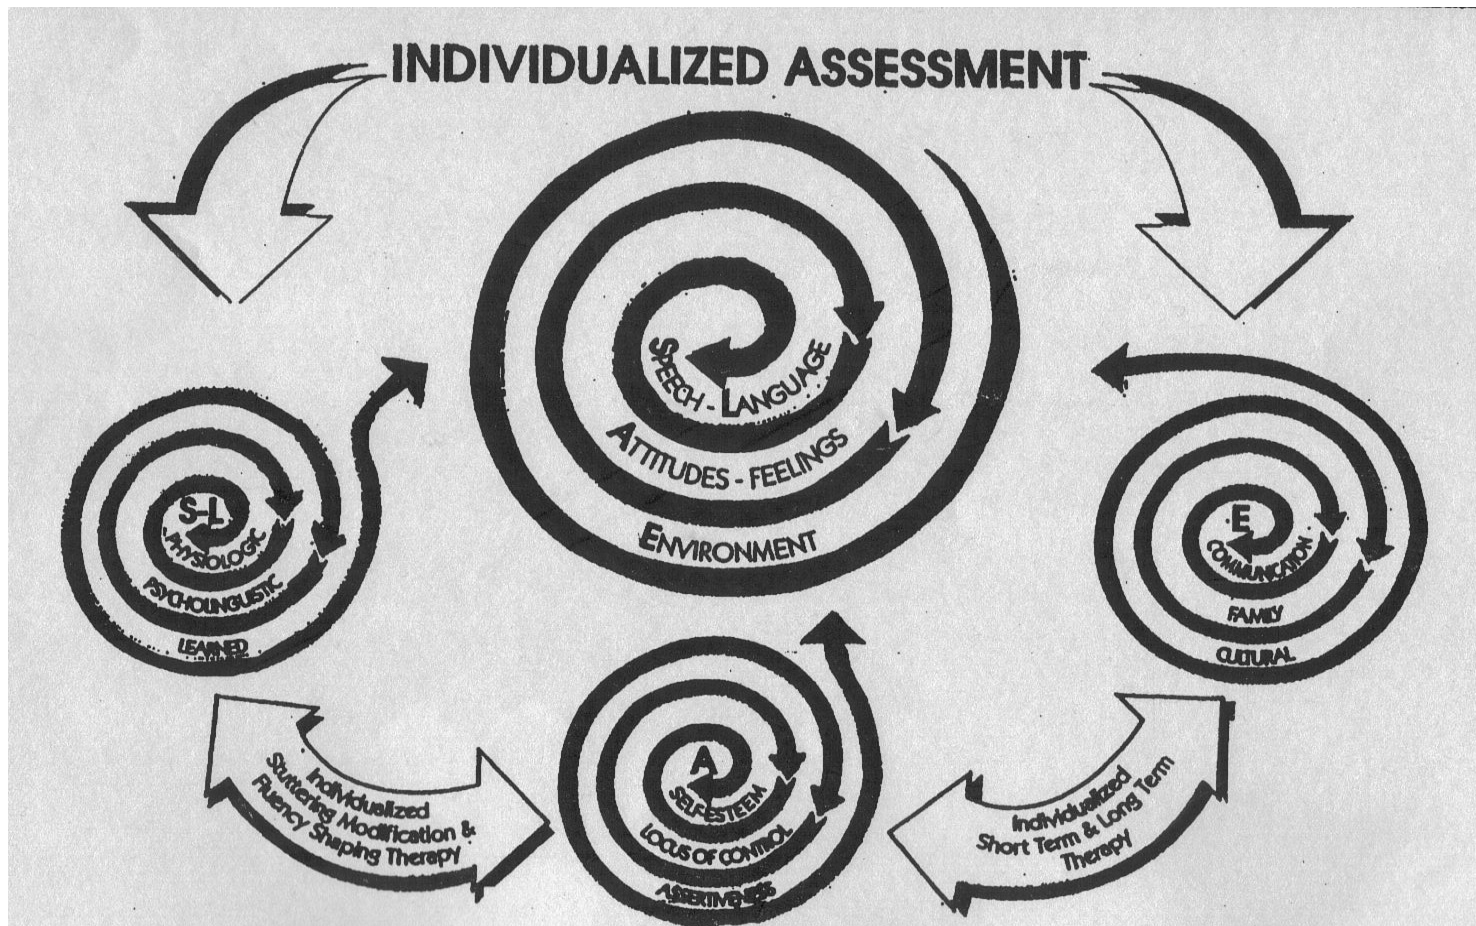 INDIVIDUALIZED ASSESSMENT
SPEECH - LANGUAGE
ATTITUDES - FEELINGS
ENVIRONMENT
S-L
PHYSIOLOGIC
PSYCHOLINGUISTIC
LEARNED
E
COMMUNICATION
FAMILY
CULTURAL
A
SELF-ESTEEM
LOCUS OF CONTROL
ASSERTIVENESS
Individualized
Stuttering Modification &
Fluency Shaping Therapy
Individualized
Short Term & Long Term
Therapy